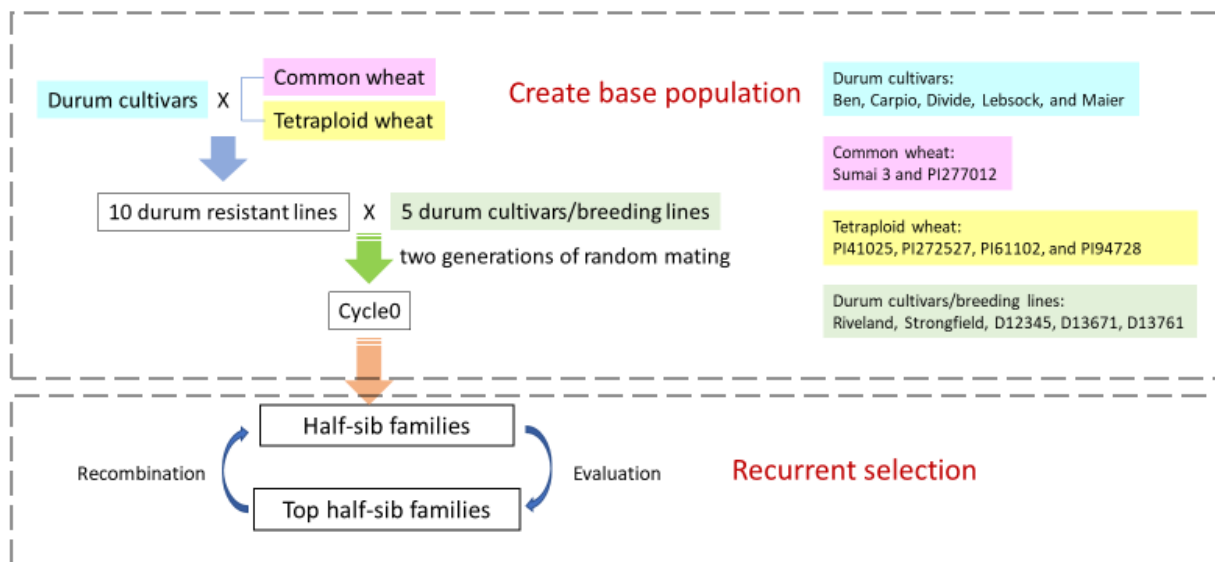 Common wheat
Durum cultivars X
Tetraploid wheat
Create base population
10 durum resistant lines X 5 durum cultivars/breeding lines
two generations of random mating
Cycle0
Durum cultivars:
Ben, Carpio, Divide, Lebsock, and Maier
Common wheat:
Sumai 3 and PI277012
Tetraploid wheat:
PI41025, PI272527, PI61102, and PI94728
Durum cultivars/breeding lines:
Riveland, Strongfield, D12345, D13671, D13761
Half-sib families
Recombination
Evaluation
Top half-sib families
Recurrent selection